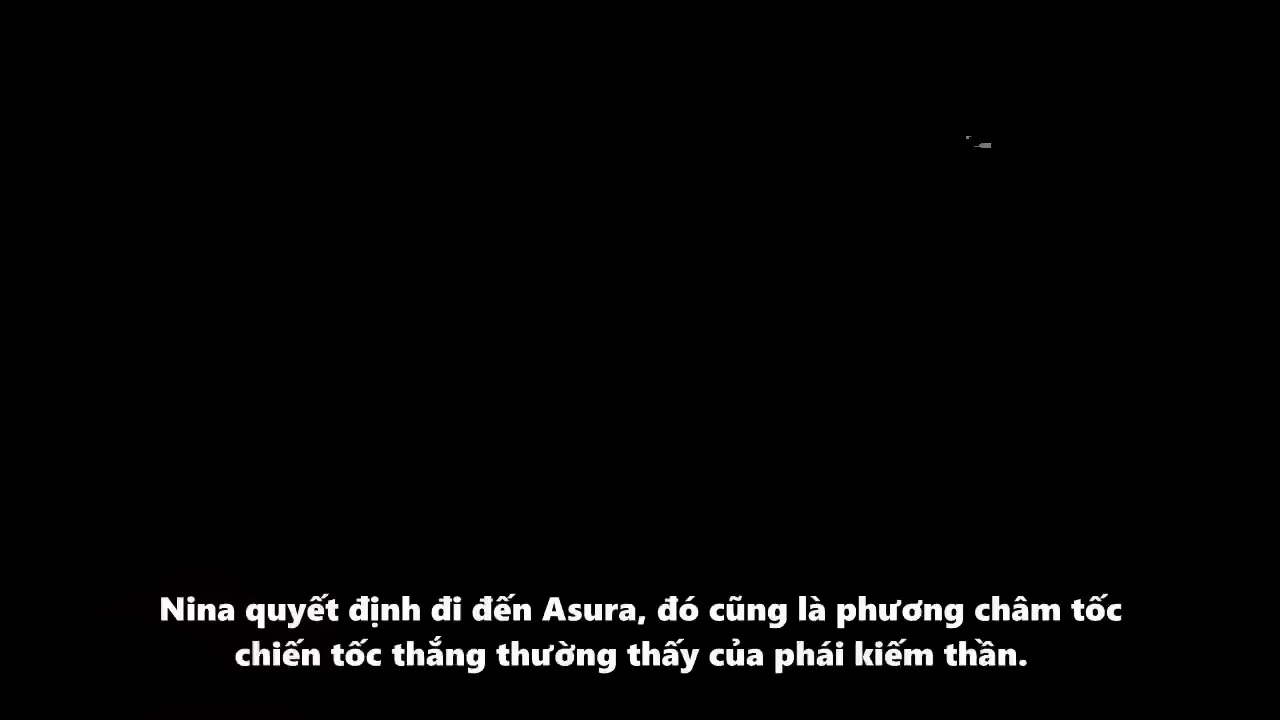 Nina quyết định đi đến Asura, đó cũng là phương châm tốc
chiến tốc thắng thường thấy của phái kiếm thần.